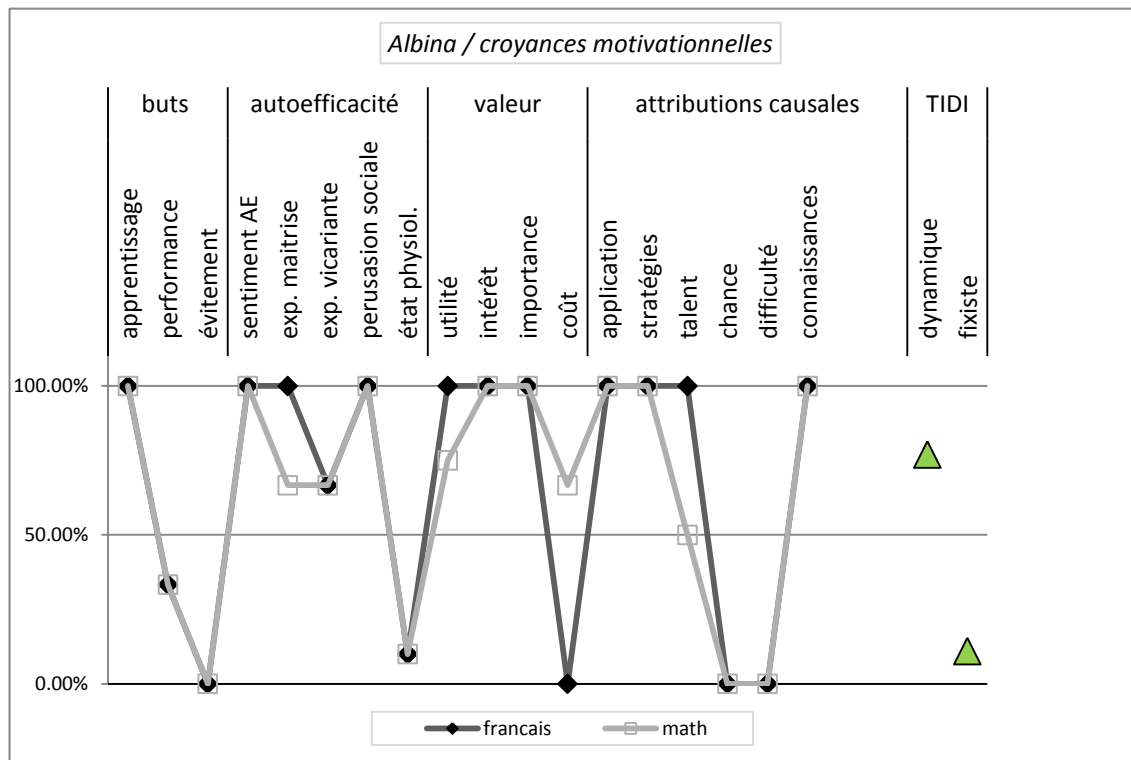 Albina / croyances motivationnelles
buts autoefficacité valeur attributions causales TIDI
apprentissage
performance
évitement
sentiment AE
exp. maitrise
exp. vicariante
perusasion sociale
état physiol.
utilité
intérêt
importance
coût
application
stratégies
talent
chance
difficulté
connaissances
dynamique
fixiste
100.00%
50.00%
0.00%
francais math